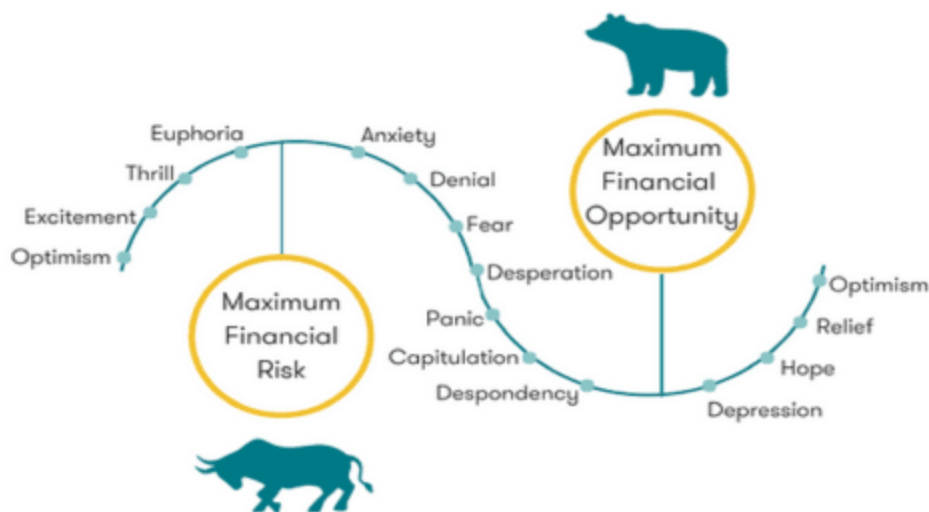 Euphoria
Thrill
Excitement
Optimism
Maximum
Financial
Risk
Anxiety
Denial
Fear
Desperation
Panic
Capitulation
Despondency
Maximum
Financial
Opportunity
Optimism
Relief
Hope
Depression